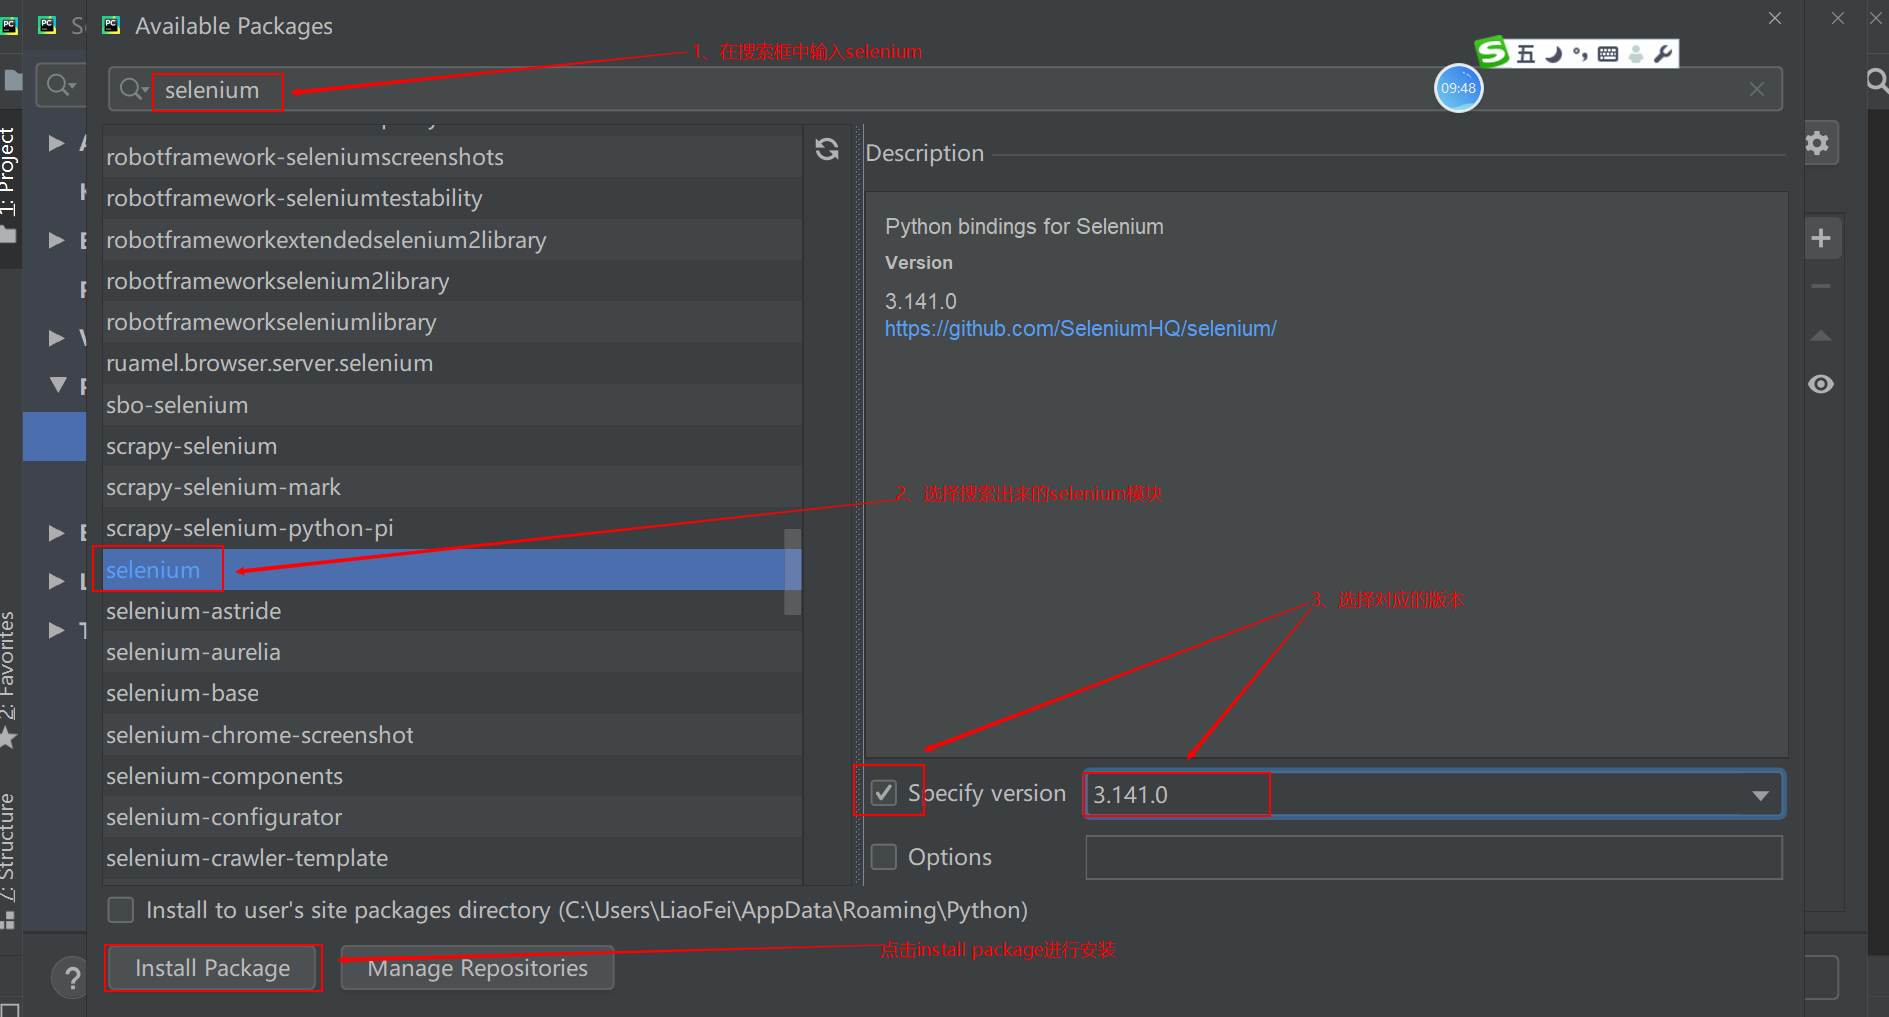 Available Packages
1、在搜索框中输入selenium
selenium
五
09:48
1: Project
robotframework-seleniumscreenshots
robotframework-seleniumtestability
robotframeworkextendedselenium2library
robotframeworkselenium2library
robotframeworkseleniumlibrary
ruamel.browser.server.selenium
sbo-selenium
scrapy-selenium
scrapy-selenium-mark
scrapy-selenium-python-pi
selenium
selenium-astride
selenium-aurelia
selenium-base
selenium-chrome-screenshot
selenium-components
selenium-configurator
selenium-crawler-template
Description
Python bindings for Selenium
Version
3.141.0
https://github.com/SeleniumHQ/selenium/
2、选择搜索出来的selenium模块
3、选择对应的版本
2: Favorites
7: Structure
Specify version
3.141.0
Options
Install to user's site packages directory (C:\Users\LiaoFei\AppData\Roaming\Python)
点击install package进行安装
?
Install Package
Manage Repositories